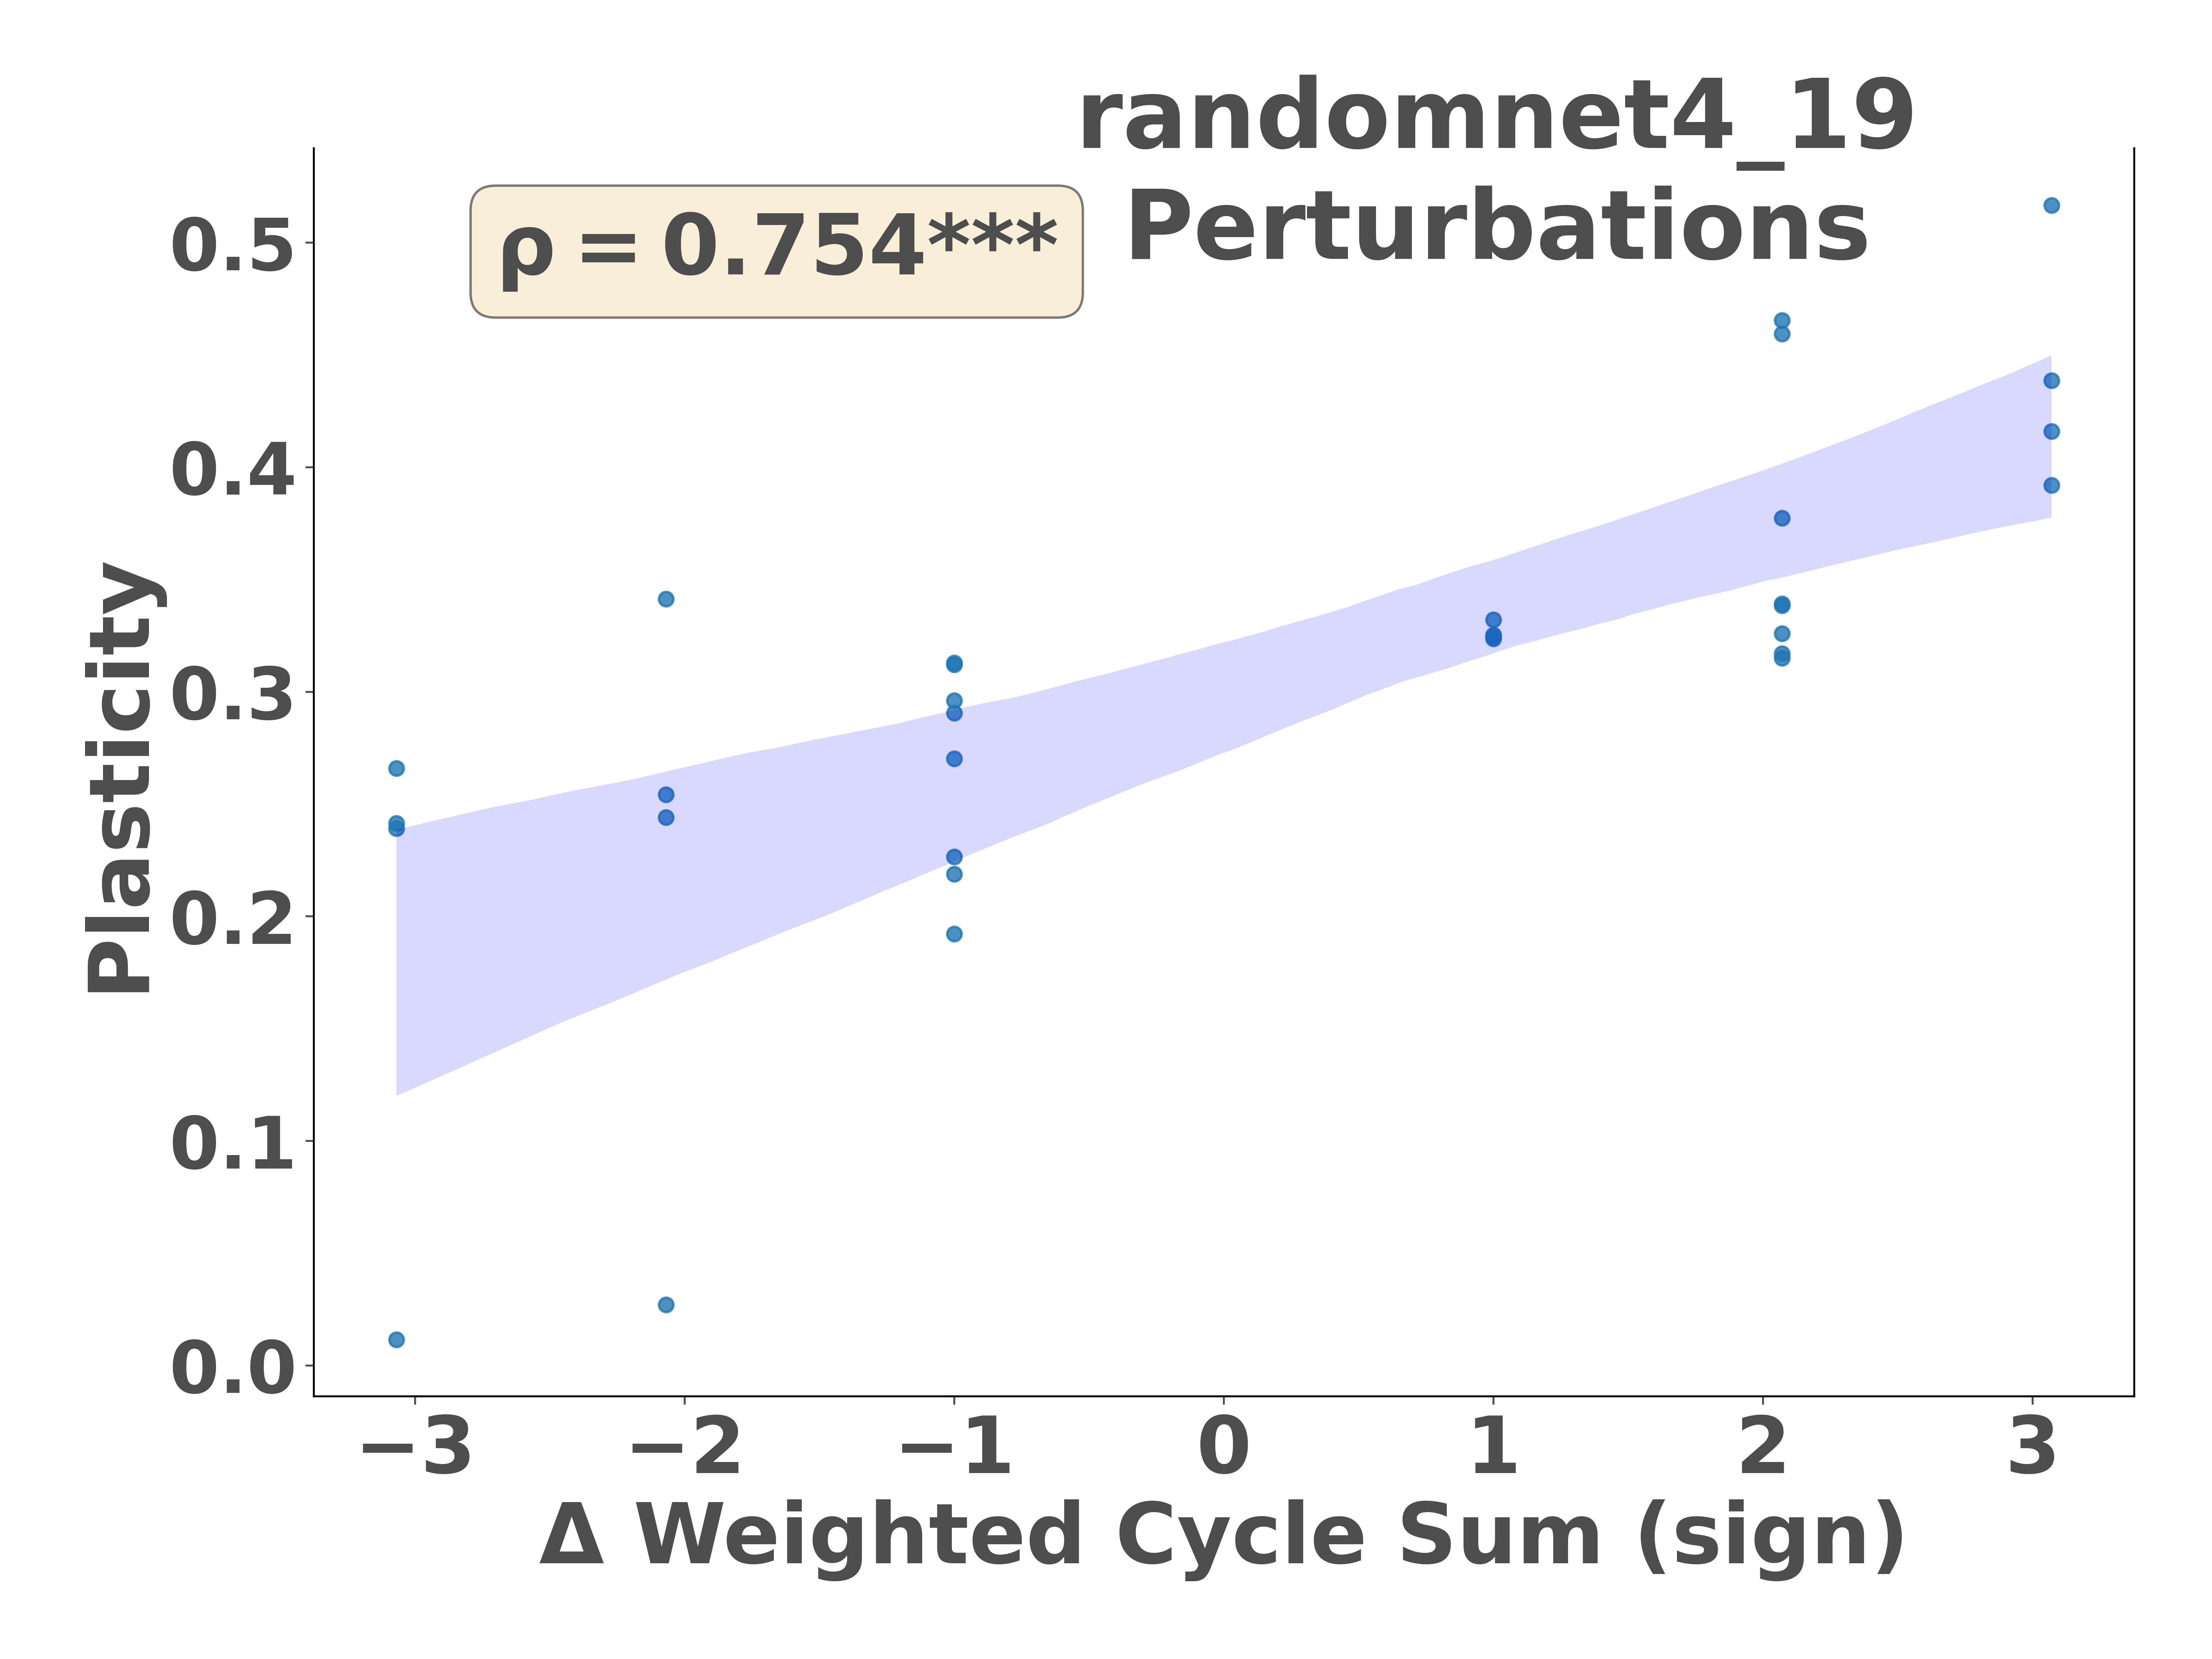 randomnet4_19
Perturbations
ρ = 0.754***
Plasticity
0.5
0.4
0.3
0.2
0.1
0.0
−3 −2 −1 0 1 2 3
Δ Weighted Cycle Sum (sign)